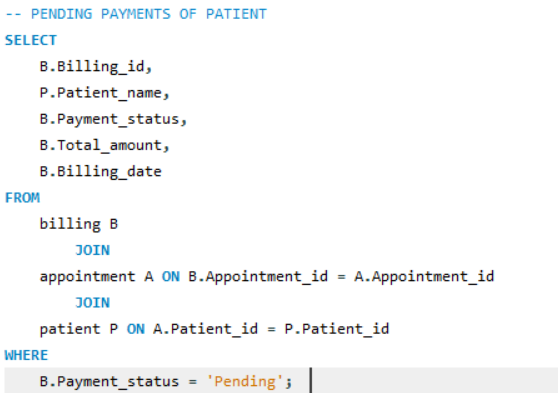 -- PENDING PAYMENTS OF PATIENT
SELECT
B.Billing_id,
P.Patient_name,
B.Payment_status,
B.Total_amount,
B.Billing_date
FROM
billing B
JOIN
appointment A ON B.Appointment_id = A.Appointment_id
JOIN
patient P ON A.Patient_id = P.Patient_id
WHERE
B.Payment_status = 'Pending';